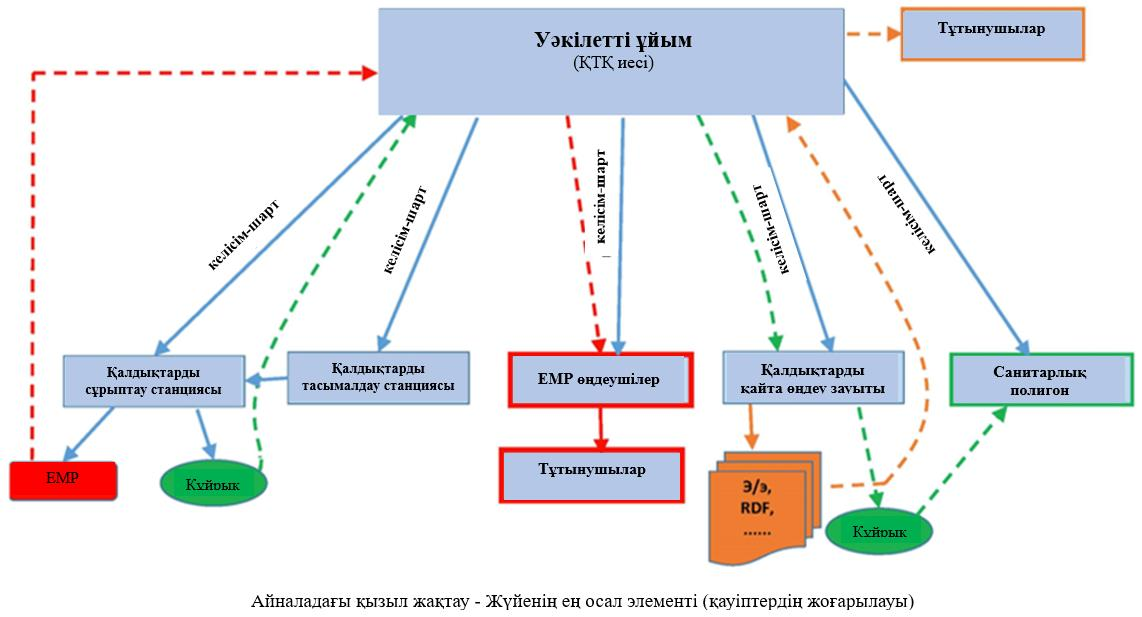 Уәкілетті ұйым
(ҚТҚ иесі)
Тұтынушылар
келісім-шарт
келісім-шарт
келісім-шарт
келісім-шарт
келісім-шарт
Қалдықтарды
сұрыптау станциясы
Қалдықтарды
тасымалдау станциясы
ЕМР өңдеушілер
Қалдықтарды
қайта өңдеу зауыты
Санитарлық
полигон
ЕМР
Құйрық
Тұтынушылар
Э/э,
RDF,
......
Құйрық
Айналадағы қызыл жақтау - Жүйенің ең осал элементі (қауіптердің жоғарылауы)